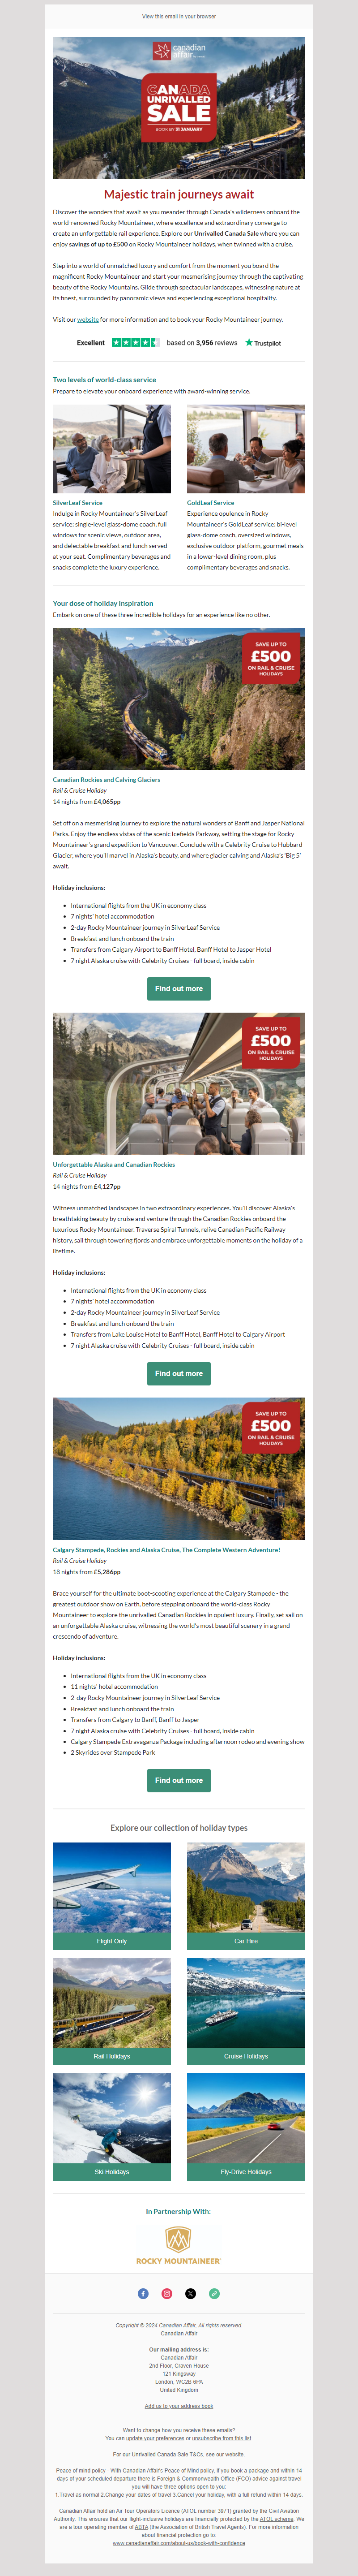 View this email in your browser
canadian
affair
CANADA
UNRIVALLED
SALE
BOOK BY 31 JANUARY
Majestic train journeys await
Discover the wonders that await as you meander through Canada's wilderness onboard the
world-renowned Rocky Mountaineer, where excellence and extraordinary converge to
create an unforgettable rail experience. Explore our Unrivalled Canada Sale where you can
enjoy savings of up to £500 on Rocky Mountaineer holidays, when twinned with a cruise.
Step into a world of unmatched luxury and comfort from the moment you board the
magnificent Rocky Mountaineer and start your mesmerising journey through the captivating
beauty of the Rocky Mountains. Glide through spectacular landscapes, witnessing nature at
its finest, surrounded by panoramic views and experiencing exceptional hospitality.
Visit our website for more information and to book your Rocky Mountaineer journey.
Excellent based on 3,956 reviews Trustpilot
Two levels of world-class service
Prepare to elevate your onboard experience with award-winning service.
SilverLeaf Service
Indulge in Rocky Mountaineer's SilverLeaf
service: single-level glass-dome coach, full
windows for scenic views, outdoor area,
and delectable breakfast and lunch served
at your seat. Complimentary beverages and
snacks complete the luxury experience.
GoldLeaf Service
Experience opulence in Rocky
Mountaineer's GoldLeaf service: bi-level
glass-dome coach, oversized windows,
exclusive outdoor platform, gourmet meals
in a lower-level dining room, plus
complimentary beverages and snacks.
Your dose of holiday inspiration
Embark on one of these three incredible holidays for an experience like no other.
SAVE UP TO
£500
ON RAIL & CRUISE
HOLIDAYS
Canadian Rockies and Calving Glaciers
Rail & Cruise Holiday
14 nights from £4,065pp
Set off on a mesmerising journey to explore the natural wonders of Banff and Jasper National
Parks. Enjoy the endless vistas of the scenic Icefields Parkway, setting the stage for Rocky
Mountaineer's grand expedition to Vancouver. Conclude with a Celebrity Cruise to Hubbard
Glacier, where you'll marvel in Alaska's beauty, and where glacier calving and Alaska's 'Big 5'
await.
Holiday inclusions:
International flights from the UK in economy class
7 nights' hotel accommodation
2-day Rocky Mountaineer journey in SilverLeaf Service
Breakfast and lunch onboard the train
Transfers from Calgary Airport to Banff Hotel, Banff Hotel to Jasper Hotel
7 night Alaska cruise with Celebrity Cruises - full board, inside cabin
Find out more
SAVE UP TO
£500
ON RAIL & CRUISE
HOLIDAYS
Unforgettable Alaska and Canadian Rockies
Rail & Cruise Holiday
14 nights from £4,127pp
Witness unmatched landscapes in two extraordinary experiences. You'll discover Alaska's
breathtaking beauty by cruise and venture through the Canadian Rockies onboard the
luxurious Rocky Mountaineer. Traverse Spiral Tunnels, relive Canadian Pacific Railway
history, sail through towering fjords and embrace unforgettable moments on the holiday of a
lifetime.
Holiday inclusions:
International flights from the UK in economy class
7 nights' hotel accommodation
2-day Rocky Mountaineer journey in SilverLeaf Service
Breakfast and lunch onboard the train
Transfers from Lake Louise Hotel to Banff Hotel, Banff Hotel to Calgary Airport
7 night Alaska cruise with Celebrity Cruises - full board, inside cabin
Find out more
SAVE UP TO
£500
ON RAIL & CRUISE
HOLIDAYS
Calgary Stampede, Rockies and Alaska Cruise, The Complete Western Adventure!
Rail & Cruise Holiday
18 nights from £5,286pp
Brace yourself for the ultimate boot-scooting experience at the Calgary Stampede - the
greatest outdoor show on Earth, before stepping onboard the world-class Rocky
Mountaineer to explore the unrivalled Canadian Rockies in opulent luxury. Finally, set sail on
an unforgettable Alaska cruise, witnessing the world's most beautiful scenery in a grand
crescendo of adventure.
Holiday inclusions:
International flights from the UK in economy class
11 nights' hotel accommodation
2-day Rocky Mountaineer journey in SilverLeaf Service
Breakfast and lunch onboard the train
Transfers from Calgary to Banff, Banff to Jasper
7 night Alaska cruise with Celebrity Cruises - full board, inside cabin
Calgary Stampede Extravaganza Package including afternoon rodeo and evening show
2 Skyrides over Stampede Park
Find out more
Explore our collection of holiday types
Flight Only
Car Hire
Rail Holidays
Cruise Holidays
Ski Holidays
Fly-Drive Holidays
In Partnership With:
ROCKY MOUNTAINEER
Copyright © 2024 Canadian Affair, All rights reserved.
Canadian Affair
Our mailing address is:
Canadian Affair
2nd Floor, Craven House
121 Kingsway
London, WC2B 6PA
United Kingdom
Add us to your address book
Want to change how you receive these emails?
You can update your preferences or unsubscribe from this list.
For our Unrivalled Canada Sale T&Cs, see our website.
Peace of mind policy - With Canadian Affair's Peace of Mind policy, if you book a package and within 14
days of your scheduled departure there is Foreign & Commonwealth Office (FCO) advice against travel
you will have three options open to you:
1.Travel as normal 2.Change your dates of travel 3.Cancel your holiday, with a full refund within 14 days.
Canadian Affair hold an Air Tour Operators Licence (ATOL number 3971) granted by the Civil Aviation
Authority. This ensures that our flight-inclusive holidays are financially protected by the ATOL scheme. We
are a tour operating member of ABTA (the Association of British Travel Agents). For more information
about financial protection go to:
www.canadianaffair.com/about-us/book-with-confidence